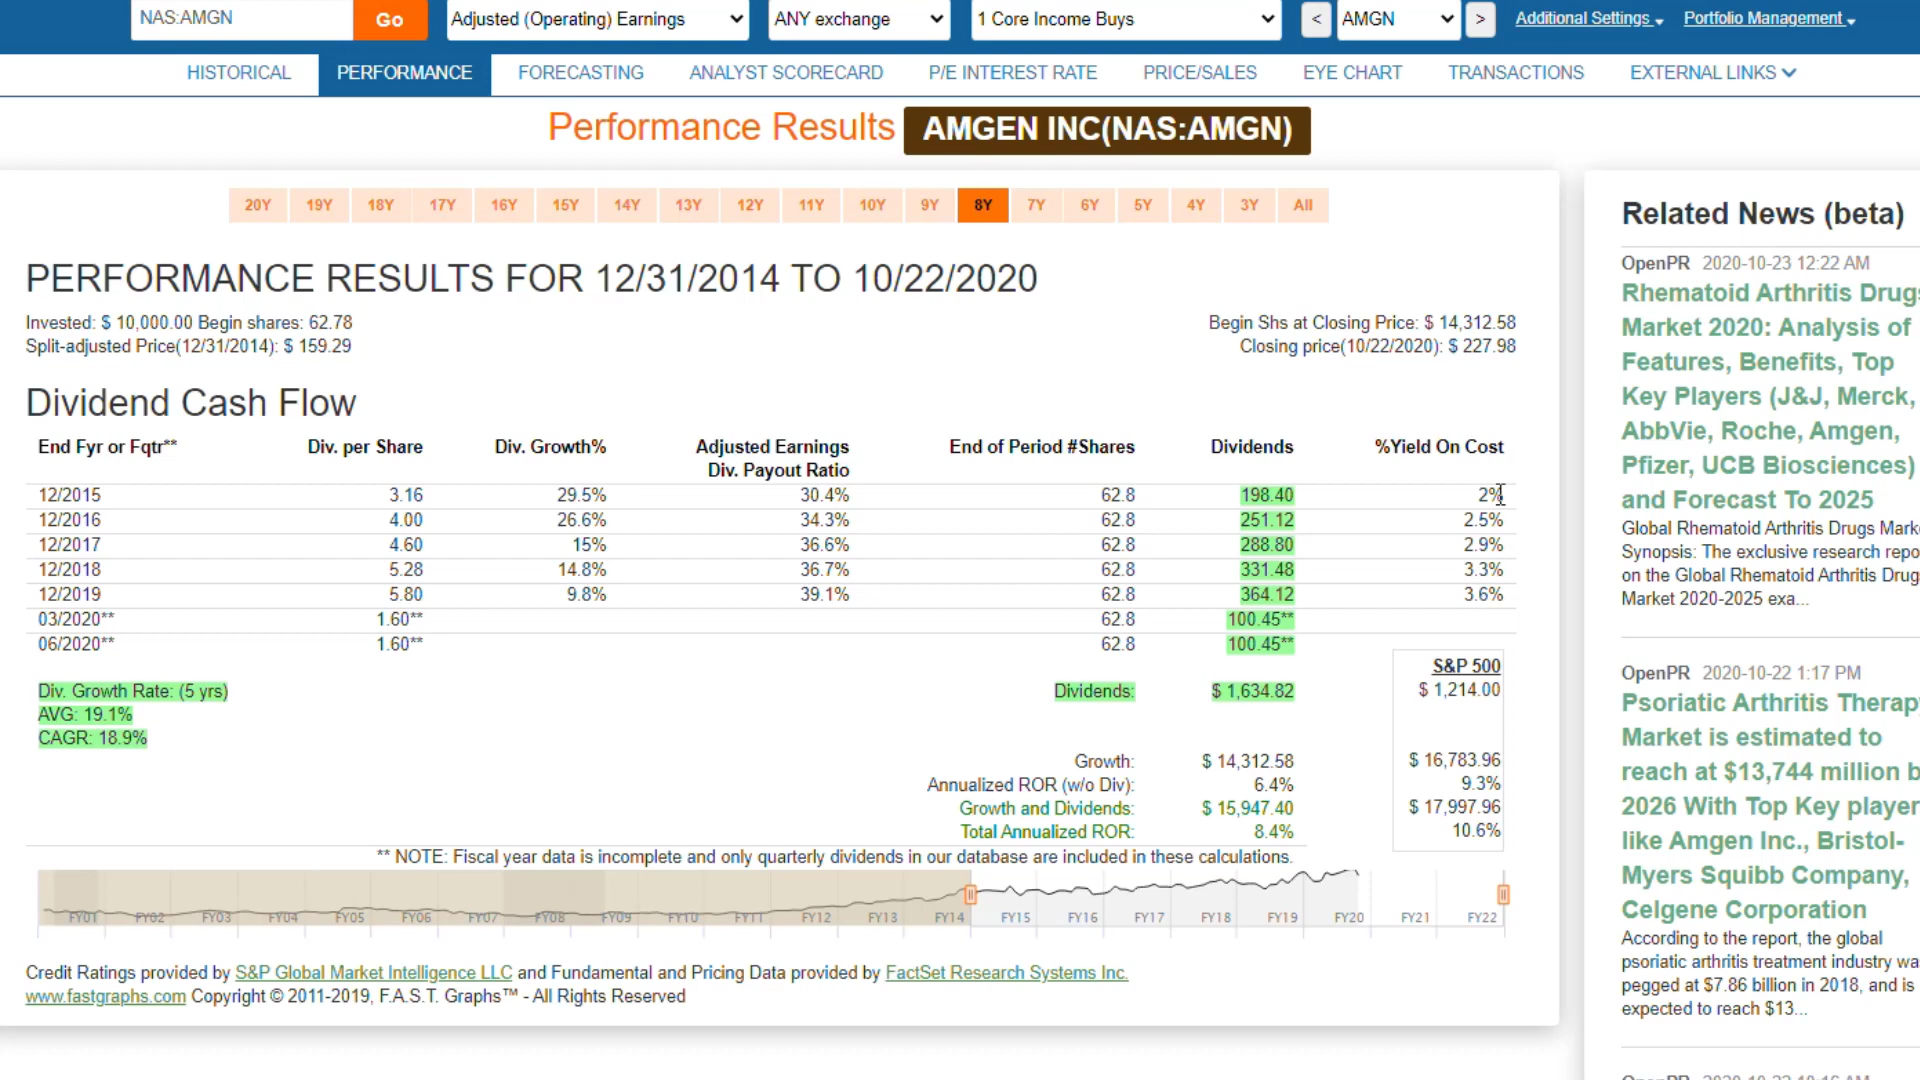 NAS:AMGN Go Adjusted (Operating) Earnings ANY exchange 1 Core Income Buys < AMGN > Additional Settings Portfolio Management
HISTORICAL PERFORMANCE FORECASTING ANALYST SCORECARD P/E INTEREST RATE PRICE/SALES EYE CHART TRANSACTIONS EXTERNAL LINKS
Performance Results AMGEN INC(NAS:AMGN)
20Y 19Y 18Y 17Y 16Y 15Y 14Y 13Y 12Y 11Y 10Y 9Y 8Y 7Y 6Y 5Y 4Y 3Y All
PERFORMANCE RESULTS FOR 12/31/2014 TO 10/22/2020
Invested: $ 10,000.00 Begin shares: 62.78 Begin Shs at Closing Price: $ 14,312.58
Split-adjusted Price(12/31/2014): $ 159.29 Closing price(10/22/2020): $ 227.98
Dividend Cash Flow
End Fyr or Fqtr** Div. per Share Div. Growth% Adjusted Earnings End of Period #Shares Dividends %Yield On Cost
Div. Payout Ratio
12/2015 3.16 29.5% 30.4% 62.8 198.40 2%
12/2016 4.00 26.6% 34.3% 62.8 251.12 2.5%
12/2017 4.60 15% 36.6% 62.8 288.80 2.9%
12/2018 5.28 14.8% 36.7% 62.8 331.48 3.3%
12/2019 5.80 9.8% 39.1% 62.8 364.12 3.6%
03/2020** 1.60** 62.8 100.45**
06/2020** 1.60** 62.8 100.45**
S&P 500
Div. Growth Rate: (5 yrs) Dividends: $ 1,634.82 $ 1,214.00
AVG: 19.1%
CAGR: 18.9%
Growth: $ 14,312.58 $ 16,783.96
Annualized ROR (w/o Div): 6.4% 9.3%
Growth and Dividends: $ 15,947.40 $ 17,997.96
Total Annualized ROR: 8.4% 10.6%
** NOTE: Fiscal year data is incomplete and only quarterly dividends in our database are included in these calculations.
FY01 FY02 FY03 FY04 FY05 FY06 FY07 FY08 FY09 FY10 FY11 FY12 FY13 FY14 FY15 FY16 FY17 FY18 FY19 FY20 FY21 FY22
Credit Ratings provided by S&P Global Market Intelligence LLC and Fundamental and Pricing Data provided by FactSet Research Systems Inc.
www.fastgraphs.com Copyright © 2011-2019, F.A.S.T. Graphs™ - All Rights Reserved
Related News (beta)
OpenPR 2020-10-23 12:22 AM
Rhematoid Arthritis Drugs
Market 2020: Analysis of
Features, Benefits, Top
Key Players (J&J, Merck,
AbbVie, Roche, Amgen,
Pfizer, UCB Biosciences)
and Forecast To 2025
Global Rhematoid Arthritis Drugs
Synopsis: The exclusive research
on the Global Rhematoid Arthritis
Market 2020-2025 exa...
OpenPR 2020-10-22 1:17 PM
Psoriatic Arthritis
Market is estimated to
reach at $13,744 million
2026 With Top Key
like Amgen Inc., Bristol-
Myers Squibb Company,
Celgene Corporation
According to the report, the global
psoriatic arthritis treatment industry
pegged at $7.86 billion in 2018, and is
expected to reach $13...